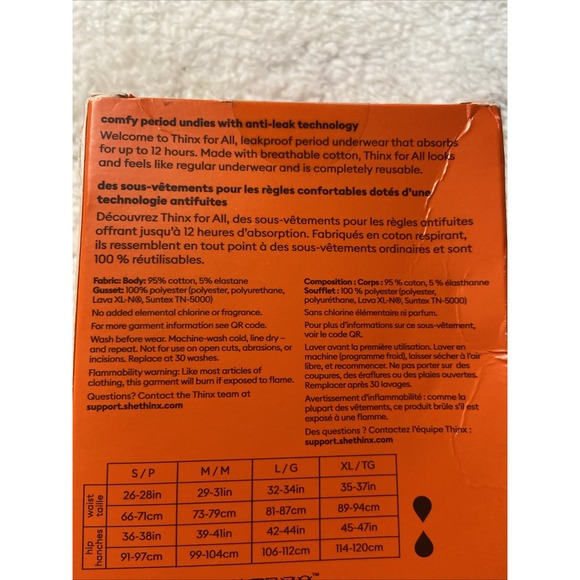 comfy period undies with anti-leak technology
Welcome to Thinx for All, leakproof period underwear that absorbs
for up to 12 hours. Made with breathable cotton, Thinx for All looks
and feels like regular underwear and is completely reusable.
des sous-vêtements pour les règles confortables dotés d'une
technologie antifuites
Découvrez Thinx for All, des sous-vêtements pour les règles antifuites
offrant jusqu'à 12 heures d'absorption. Fabriqués en coton respirant,
ils ressemblent en tout point à des sous-vêtements ordinaires et sont
100 % réutilisables.
Fabric: Body: 95% cotton, 5% elastane
Gusset: 100% polyester (polyester, polyurethane,
Lava XL-N®, Suntex TN-5000)
No added elemental chlorine or fragrance.
For more garment information see QR code.
Wash before wear. Machine-wash cold, line dry –
and repeat. Not for use on open cuts, abrasions, or
incisions. Replace at 30 washes.
Flammability warning: Like most articles of
clothing, this garment will burn if exposed to flame.
Questions? Contact the Thinx team at
support.shethinx.com
Composition : Corps : 95 % coton, 5 % élasthanne
Soufflet : 100 % polyester (polyester,
polyuréthane, Lava XL-N®, Suntex TN-5000)
Sans chlorine élémentaire ni parfum.
Pour plus d'informations sur ce sous-vêtement,
voir le code QR.
Laver avant la première utilisation. Laver en
machine (programme froid), laisser sécher à l'air
libre, et recommencer. Ne pas porter sur des
coupures, des éraflures ou des plaies ouvertes.
Remplacer après 30 lavages.
Avertissement d'inflammabilité : comme la
plupart des vêtements, ce produit brûle s'il est
exposé à une flamme.
Des questions ? Contactez l'équipe Thinx :
support.shethinx.com
S / P M / M L / G XL / TG
waist
taille
26-28in 29-31in 32-34in 35-37in
66-71cm 73-79cm 81-87cm 89-94cm
hip
hanches
36-38in 39-41in 42-44in 45-47in
91-97cm 99-104cm 106-112cm 114-120cm